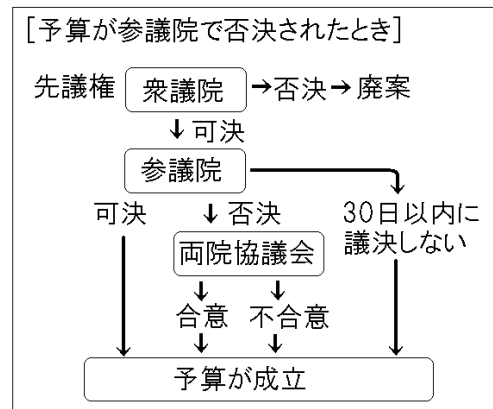 [予算が参議院で否決されたとき]
先議権 衆議院 →否決→廃案
↓可決
参議院
可決 ↓否決 30日以内に
議決しない
両院協議会
↓ ↓
合意 不合意
予算が成立